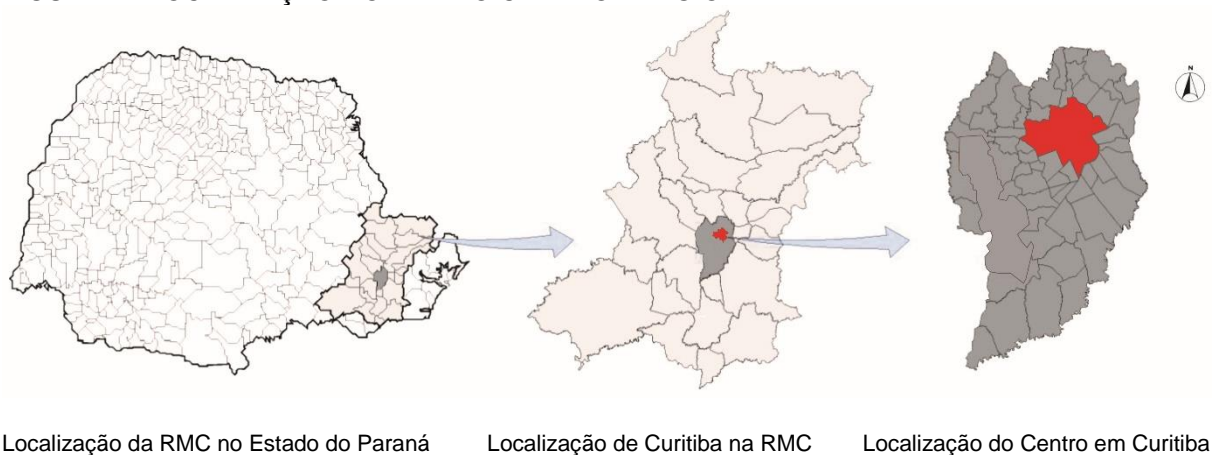 N
Localização da RMC no Estado do Paraná
Localização de Curitiba na RMC
Localização do Centro em Curitiba